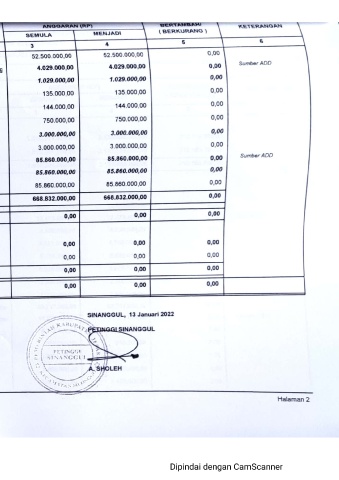 ANGGARAN (RP) BERTAMBAH/ KETERANGAN
SEMULA MENJADI ( BERKURANG )
3 4 5 6
52.500.000,00 52.500.000,00 0,00
4.029.000,00 4.029.000,00 0,00 Sumber ADD
1.029.000,00 1.029.000,00 0,00
135.000,00 135.000,00 0,00
144.000,00 144.000,00 0,00
750.000,00 750.000,00 0,00
3.000.000,00 3.000.000,00 0,00
3.000.000,00 3.000.000,00 0,00
85.860.000,00 85.860.000,00 0,00 Sumber ADD
85.860.000,00 85.860.000,00 0,00
85.860.000,00 85.860.000,00 0,00
668.832.000,00 668.832.000,00 0,00
0,00 0,00 0,00
0,00 0,00 0,00
0,00 0,00 0,00
0,00 0,00 0,00
0,00 0,00 0,00
SINANGGUL, 13 Januari 2022
PETINGGI SINANGGUL
PETINGGI
SINANGGUL
A. SHOLEH
Halaman 2
Dipindai dengan CamScanner